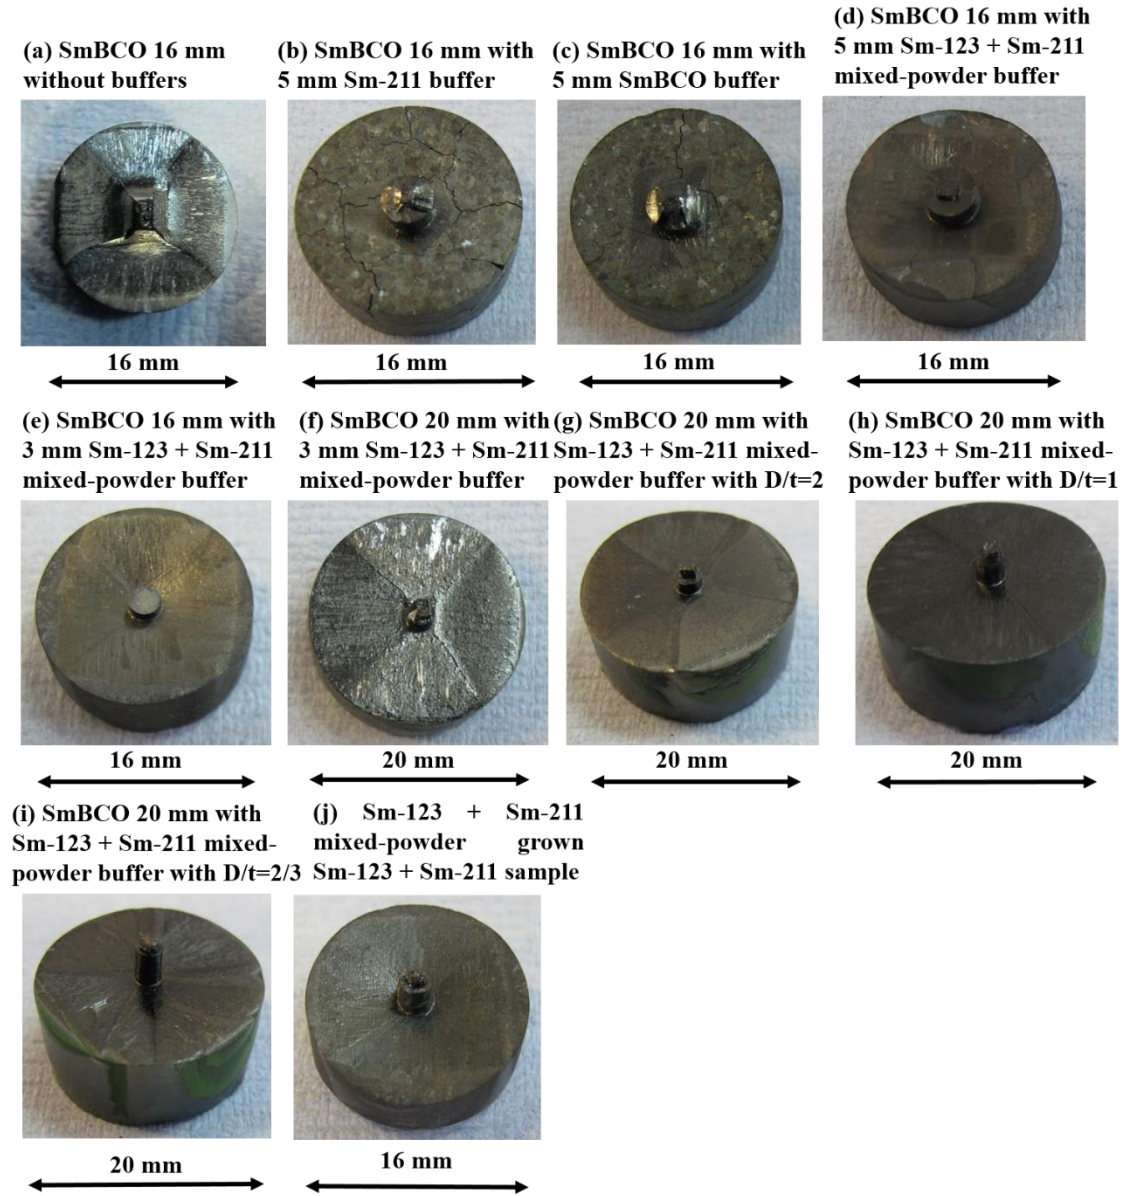 (a) SmBCO 16 mm
without buffers
(b) SmBCO 16 mm with
5 mm Sm-211 buffer
(c) SmBCO 16 mm with
5 mm SmBCO buffer
(d) SmBCO 16 mm with
5 mm Sm-123 + Sm-211
mixed-powder buffer
16 mm
16 mm
16 mm
16 mm
(e) SmBCO 16 mm with
3 mm Sm-123 + Sm-211
mixed-powder buffer
(f) SmBCO 20 mm with
3 mm Sm-123 + Sm-211
mixed-powder buffer
(g) SmBCO 20 mm with
Sm-123 + Sm-211 mixed-
powder buffer with D/t=2
(h) SmBCO 20 mm with
Sm-123 + Sm-211 mixed-
powder buffer with D/t=1
16 mm
20 mm
20 mm
20 mm
(i) SmBCO 20 mm with
Sm-123 + Sm-211 mixed-
powder buffer with D/t=2/3
(j) Sm-123 + Sm-211
mixed-powder grown
Sm-123 + Sm-211 sample
20 mm
16 mm